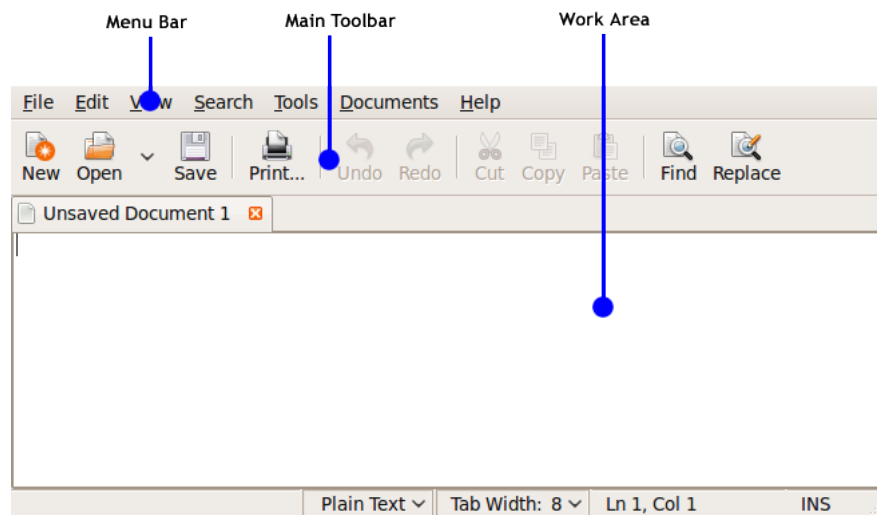 Menu Bar Main Toolbar Work Area
File Edit View Search Tools Documents Help
New Open Save Print... Undo Redo Cut Copy Paste Find Replace
Unsaved Document 1
Plain Text Tab Width: 8 Ln 1, Col 1 INS